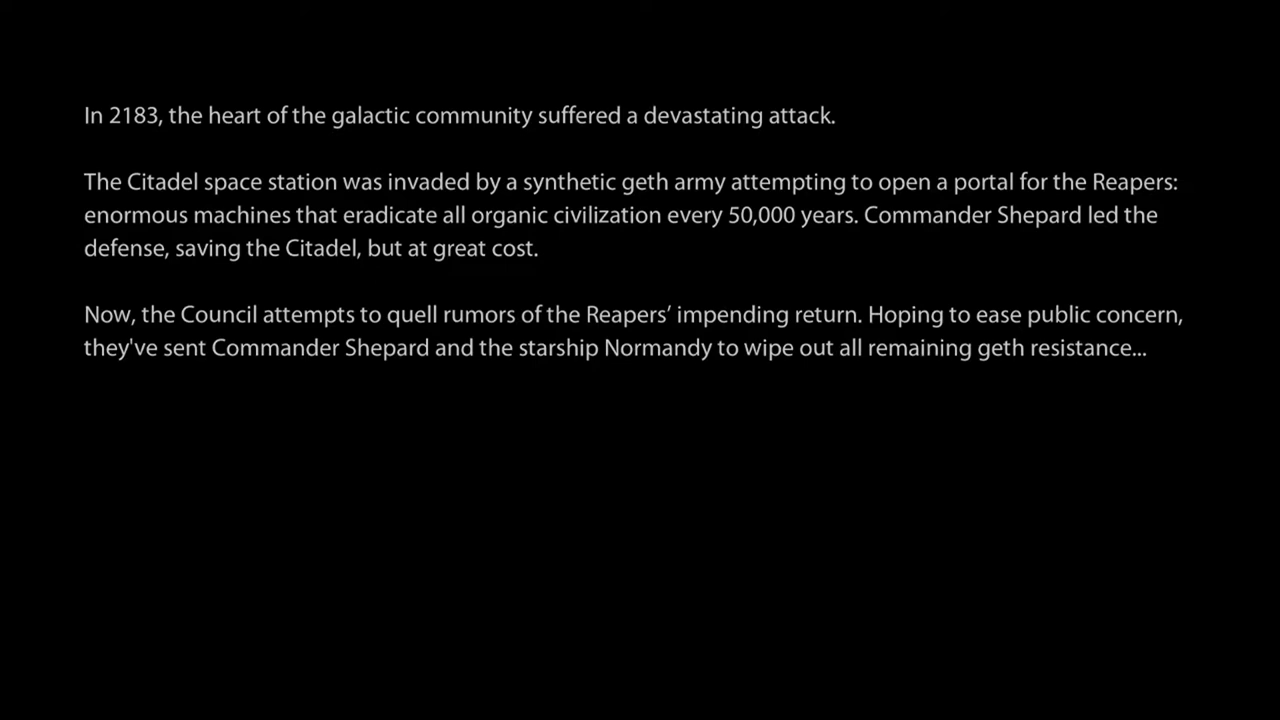 In 2183, the heart of the galactic community suffered a devastating attack.
The Citadel space station was invaded by a synthetic geth army attempting to open a portal for the Reapers:
enormous machines that eradicate all organic civilization every 50,000 years. Commander Shepard led the
defense, saving the Citadel, but at great cost.
Now, the Council attempts to quell rumors of the Reapers’ impending return. Hoping to ease public concern,
they've sent Commander Shepard and the starship Normandy to wipe out all remaining geth resistance...